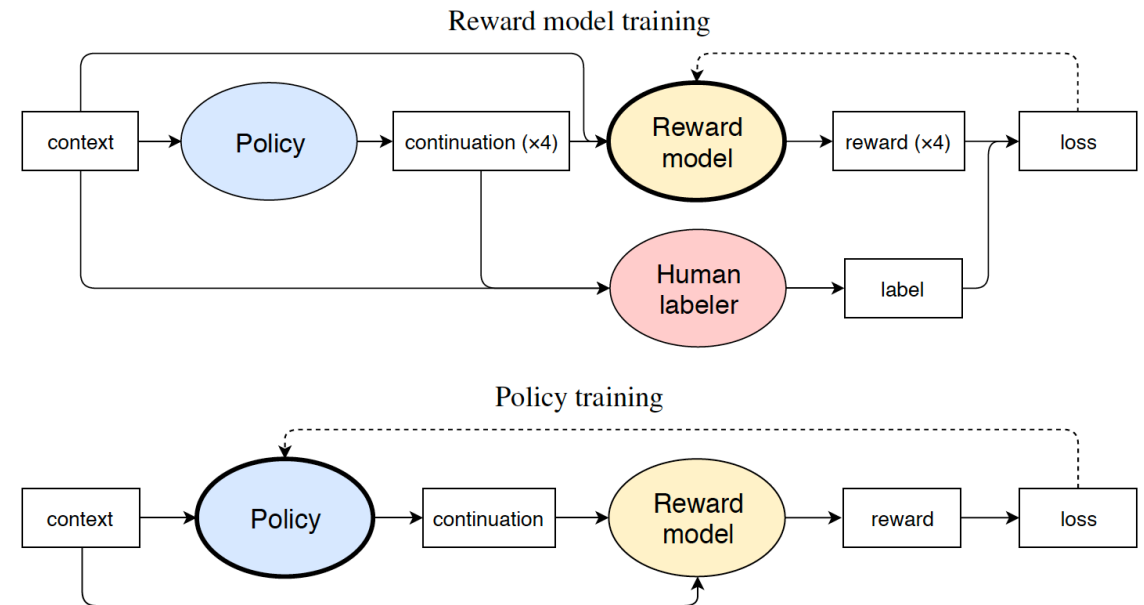 Reward model training
context
Policy
continuation (×4)
Reward
model
reward (×4)
loss
Human
labeler
label
Policy training
context
Policy
continuation
Reward
model
reward
loss